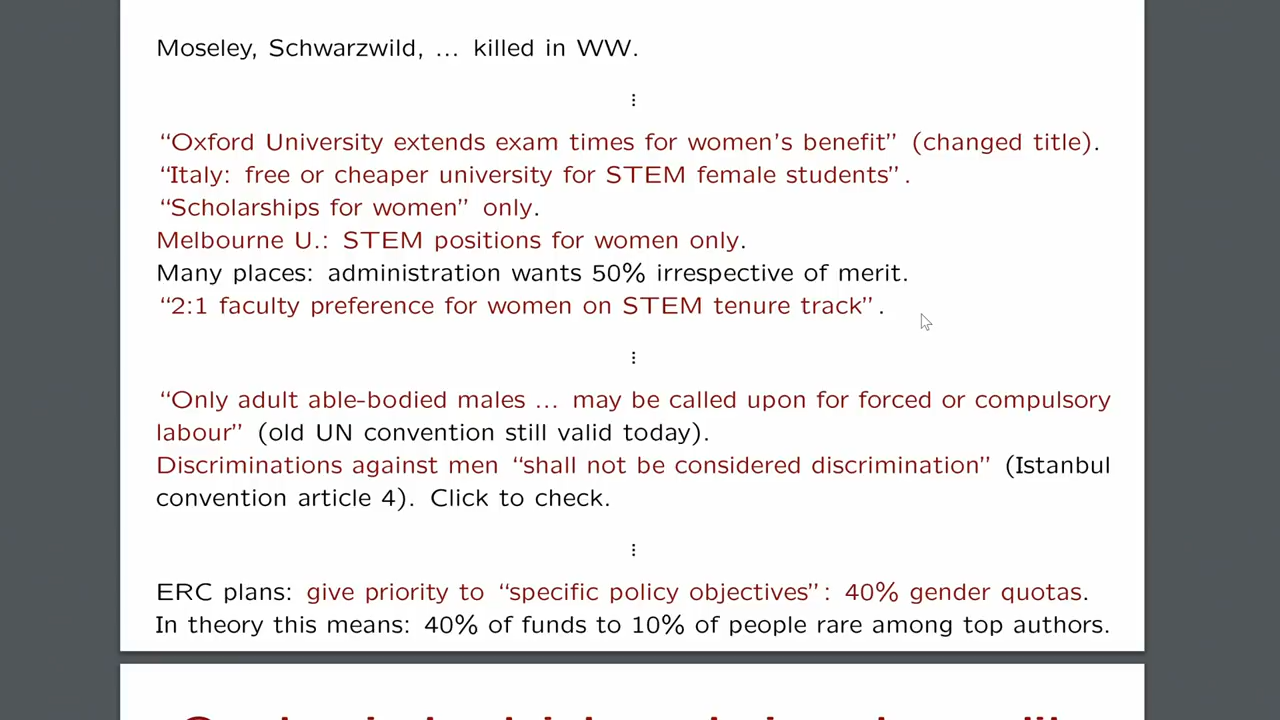 Moseley, Schwarzwild, ... killed in WW.
⋮
“Oxford University extends exam times for women’s benefit” (changed title).
“Italy: free or cheaper university for STEM female students”.
“Scholarships for women” only.
Melbourne U.: STEM positions for women only.
Many places: administration wants 50% irrespective of merit.
“2:1 faculty preference for women on STEM tenure track”.
⋮
“Only adult able-bodied males ... may be called upon for forced or compulsory
labour” (old UN convention still valid today).
Discriminations against men “shall not be considered discrimination” (Istanbul
convention article 4). Click to check.
⋮
ERC plans: give priority to “specific policy objectives”: 40% gender quotas.
In theory this means: 40% of funds to 10% of people rare among top authors.